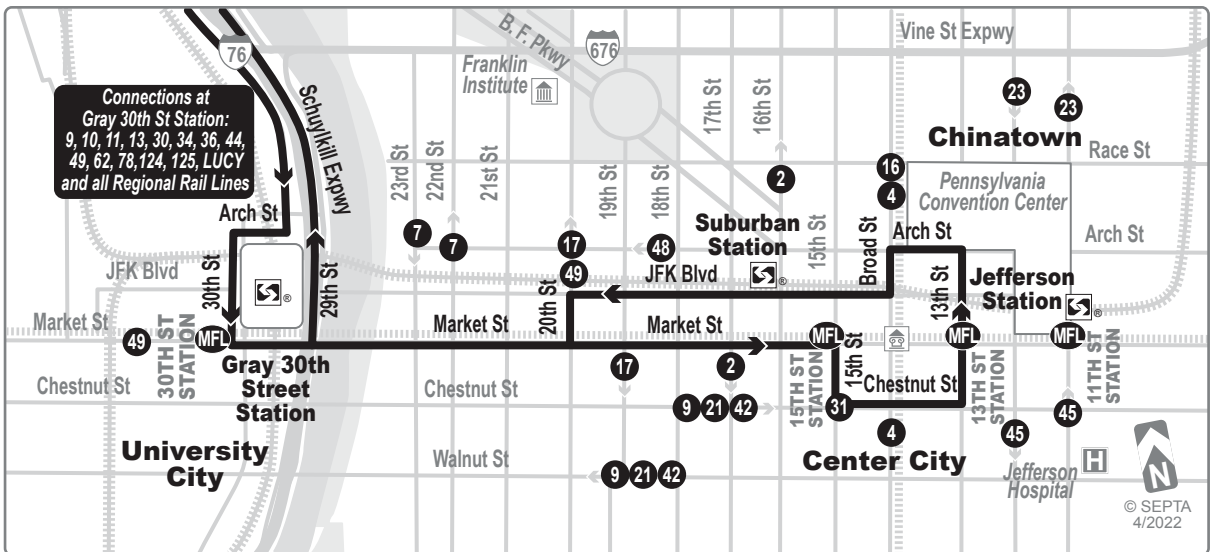 Vine St Expwy
B. F. Pkwy
676
76
Franklin
Institute
17th St
16th St
Schuylkill Expwy
Connections at
Gray 30th St Station:
9, 10, 11, 13, 30, 34, 36, 44,
49, 62, 78,124, 125, LUCY
and all Regional Rail Lines
23
23
Chinatown
Race St
23rd St
22nd St
21st St
19th St
18th St
2
16
4
Pennsylvania
Convention Center
Arch St
Suburban
Station
15th St
Broad St
Arch St
Arch St
7
7
17
48
49
JFK Blvd
®
JFK Blvd
30th St
®
29th St
20th St
13th St
Jefferson
Station
®
Market St
49
30TH ST
STATION
MFL
Market St
Market St
MFL
15TH ST
STATION
15th St
MFL
13TH ST
STATION
MFL
11TH ST
STATION
Gray 30th
Street
Station
17
2
Chestnut St
Chestnut St
Chestnut St
9
21
42
31
45
4
45
University
City
Walnut St
9
21
42
Center City
Jefferson
Hospital
H
N
© SEPTA
4/2022